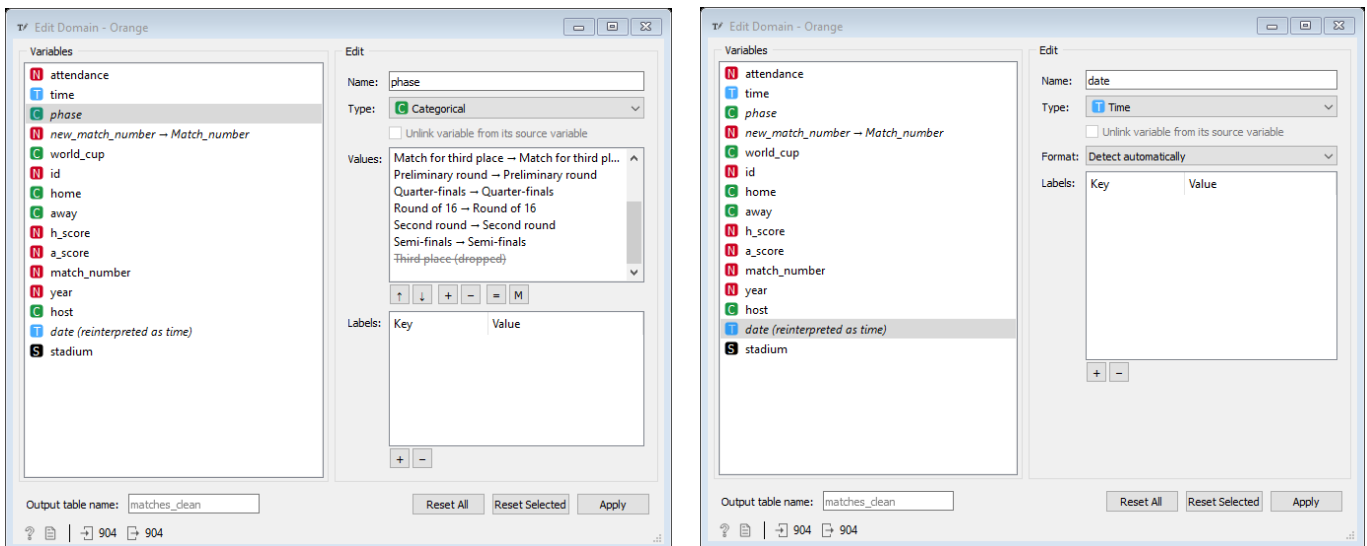 Edit Domain - Orange
Variables
N attendance
T time
C phase
N new_match_number → Match_number
C world_cup
N id
C home
C away
N h_score
N a_score
N match_number
N year
C host
T date (reinterpreted as time)
S stadium
Edit
Name: phase
Type: C Categorical
Unlink variable from its source variable
Values: Match for third place → Match for third pl...
Preliminary round → Preliminary round
Quarter-finals → Quarter-finals
Round of 16 → Round of 16
Second round → Second round
Semi-finals → Semi-finals
Third place (dropped)
↑ ↓ + − = M
Labels: Key Value
+ −
Output table name: matches_clean
Reset All Reset Selected Apply
? 904 904
Edit Domain - Orange
Variables
N attendance
T time
C phase
N new_match_number → Match_number
C world_cup
N id
C home
C away
N h_score
N a_score
N match_number
N year
C host
T date (reinterpreted as time)
S stadium
Edit
Name: date
Type: T Time
Unlink variable from its source variable
Format: Detect automatically
Labels: Key Value
+ −
Output table name: matches_clean
Reset All Reset Selected Apply
? 904 904